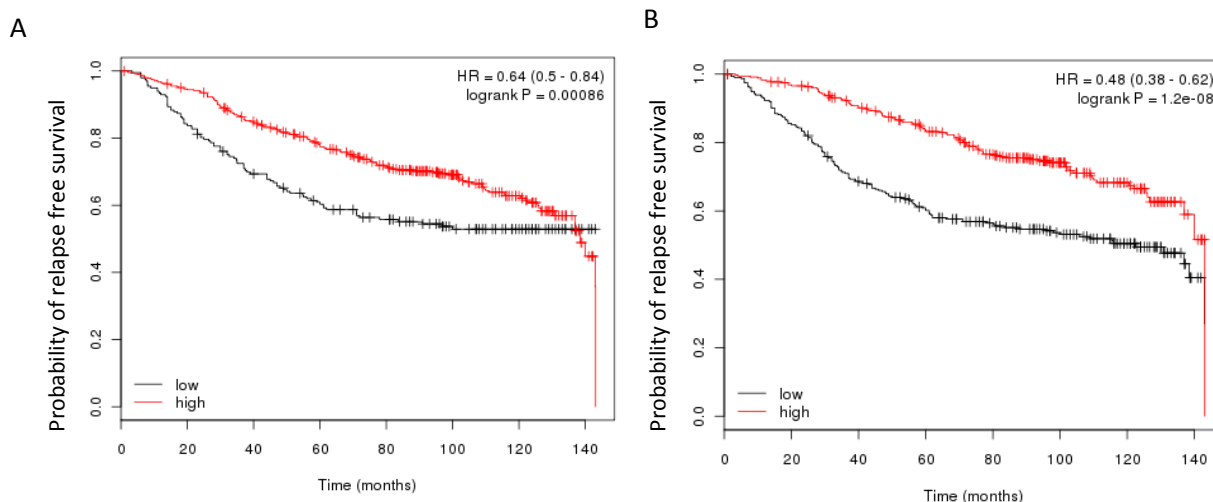 A
Probability of relapse free survival
1.0
0.8
0.6
0.4
0.2
0.0
HR = 0.64 (0.5 - 0.84)
logrank P = 0.00086
low
high
0 20 40 60 80 100 120 140
Time (months)
B
Probability of relapse free survival
1.0
0.8
0.6
0.4
0.2
0.0
HR = 0.48 (0.38 - 0.62)
logrank P = 1.2e-08
low
high
0 20 40 60 80 100 120 140
Time (months)